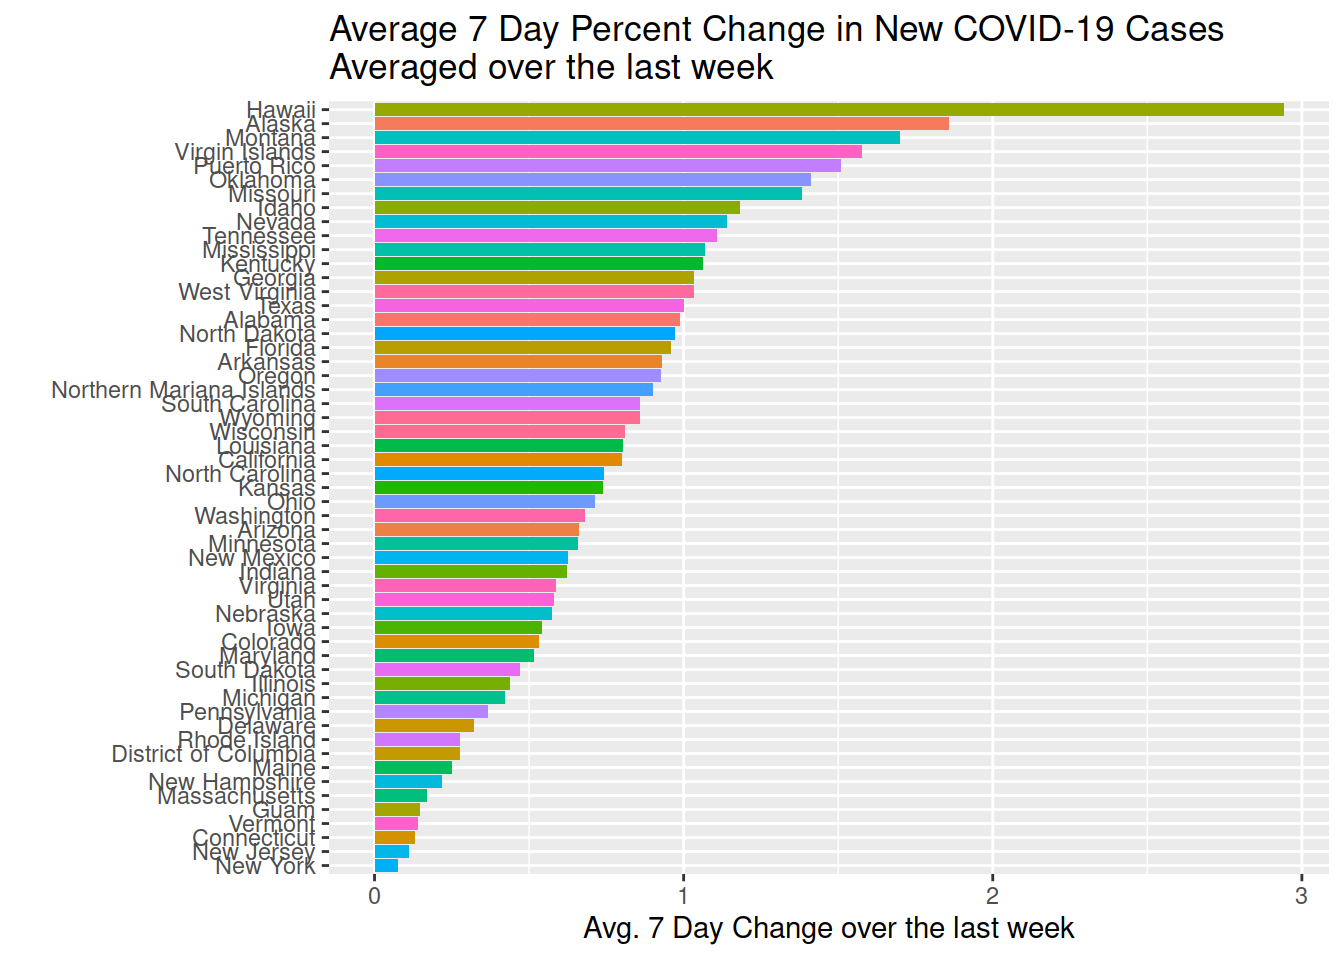 Average 7 Day Percent Change in New COVID-19 Cases
Averaged over the last week
Hawaii
Alaska
Montana
Virgin Islands
Puerto Rico
Oklahoma
Missouri
Idaho
Nevada
Tennessee
Mississippi
Kentucky
Georgia
West Virginia
Texas
Alabama
North Dakota
Florida
Arkansas
Oregon
Northern Mariana Islands
South Carolina
Wyoming
Wisconsin
Louisiana
California
North Carolina
Kansas
Ohio
Washington
Arizona
Minnesota
New Mexico
Indiana
Virginia
Utah
Nebraska
Iowa
Colorado
Maryland
South Dakota
Illinois
Michigan
Pennsylvania
Delaware
Rhode Island
District of Columbia
Maine
New Hampshire
Massachusetts
Guam
Vermont
Connecticut
New Jersey
New York
0 1 2 3
Avg. 7 Day Change over the last week